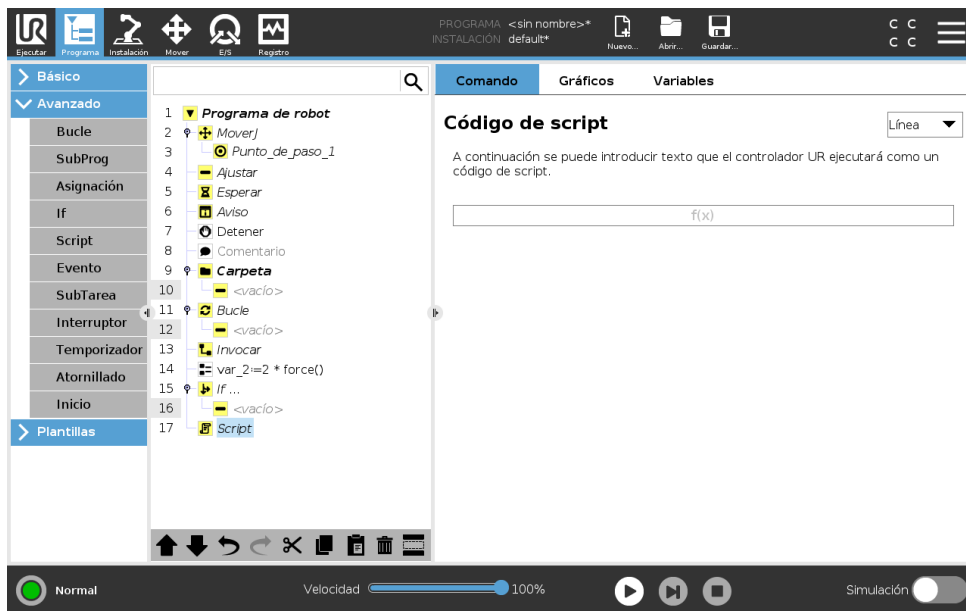 UR
PROGRAMA <sin nombre>*
INSTALACIÓN default*
C C
C C
Ejecutar Programa Instalación Mover E/S Registro Nuevo... Abrir... Guardar...
Básico
Avanzado
Bucle
SubProg
Asignación
If
Script
Evento
SubTarea
Interruptor
Temporizador
Atornillado
Inicio
Plantillas
1 Programa de robot
2 MoverJ
3 Punto_de_paso_1
4 Ajustar
5 Esperar
6 Aviso
7 Detener
8 Comentario
9 Carpeta
10 <vacío>
11 Bucle
12 <vacío>
13 Invocar
14 var_2:=2 * force()
15 If ...
16 <vacío>
17 Script
Comando Gráficos Variables
Código de script
Línea
A continuación se puede introducir texto que el controlador UR ejecutará como un
código de script.
f(x)
Normal
Velocidad 100%
Simulación